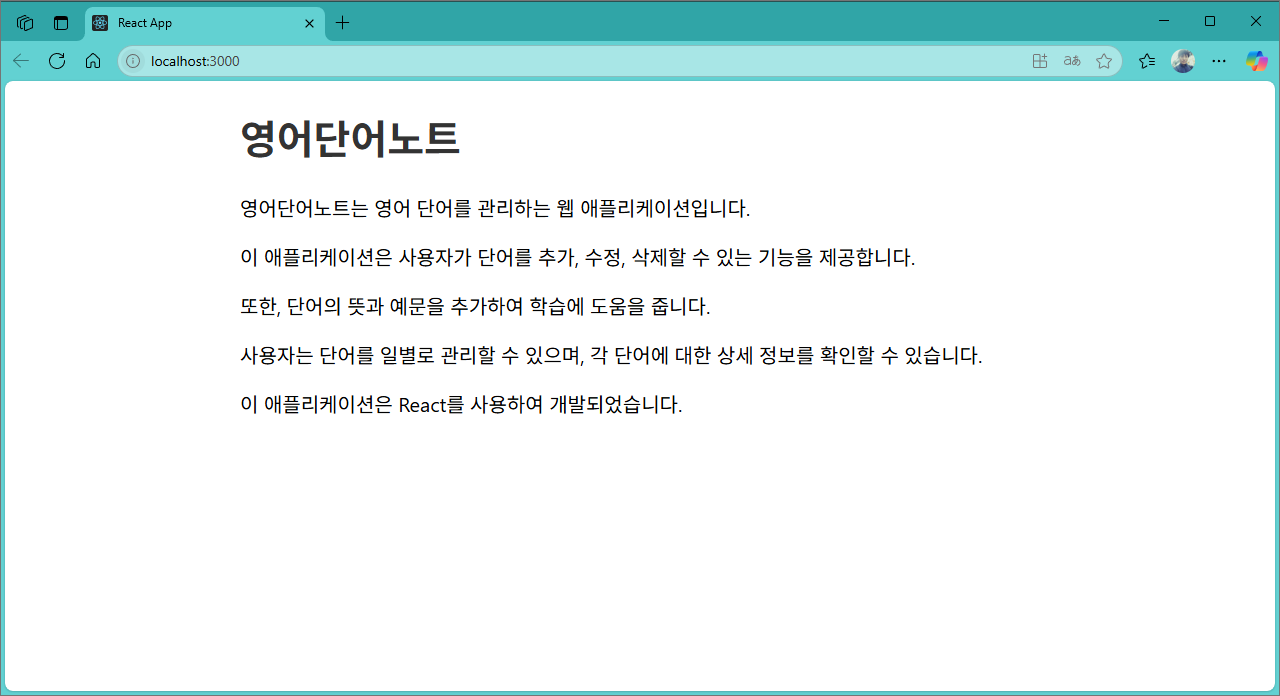 React App
localhost:3000
aあ
영어단어노트
영어단어노트는 영어 단어를 관리하는 웹 애플리케이션입니다.
이 애플리케이션은 사용자가 단어를 추가, 수정, 삭제할 수 있는 기능을 제공합니다.
또한, 단어의 뜻과 예문을 추가하여 학습에 도움을 줍니다.
사용자는 단어를 일별로 관리할 수 있으며, 각 단어에 대한 상세 정보를 확인할 수 있습니다.
이 애플리케이션은 React를 사용하여 개발되었습니다.